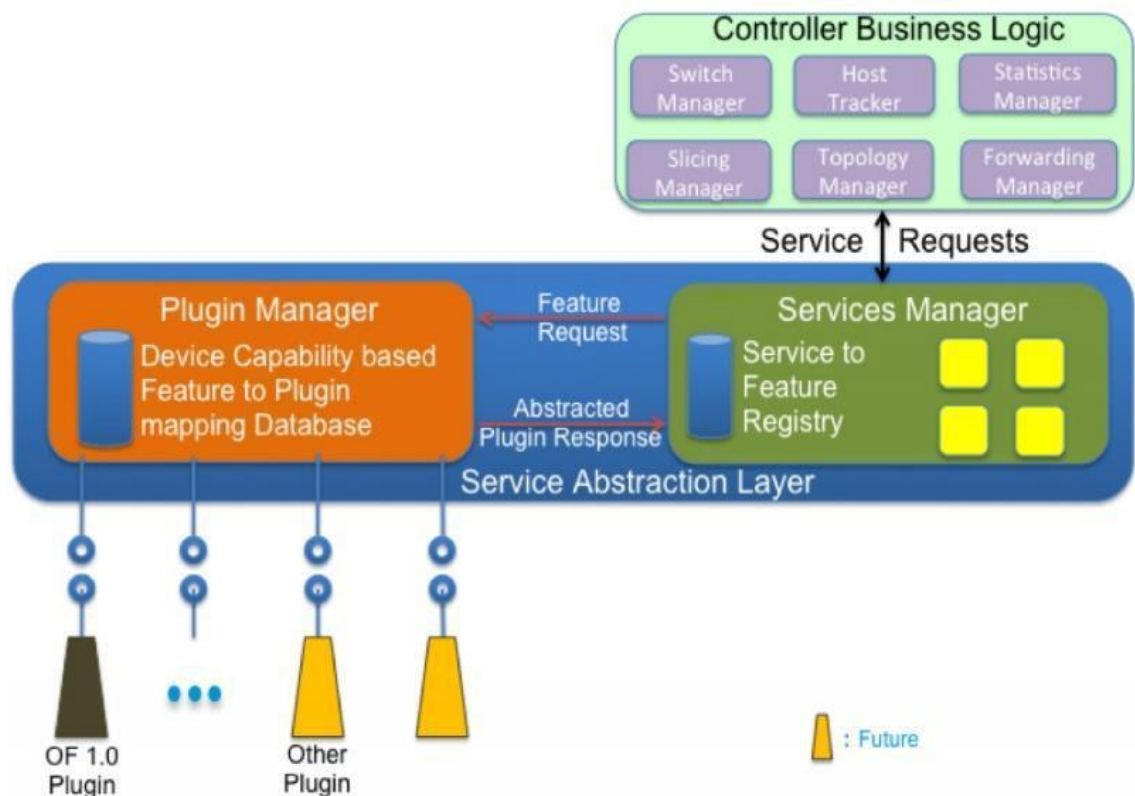 Controller Business Logic
Switch
Manager
Host
Tracker
Statistics
Manager
Slicing
Manager
Topology
Manager
Forwarding
Manager
Service Requests
Plugin Manager
Device Capability based
Feature to Plugin
mapping Database
Feature
Request
Abstracted
Plugin Response
Services Manager
Service to
Feature
Registry
Service Abstraction Layer
OF 1.0
Plugin
Other
Plugin
: Future